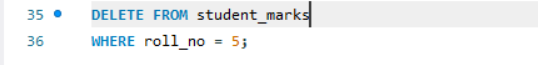 35 DELETE FROM student_marks
36 WHERE roll_no = 5;